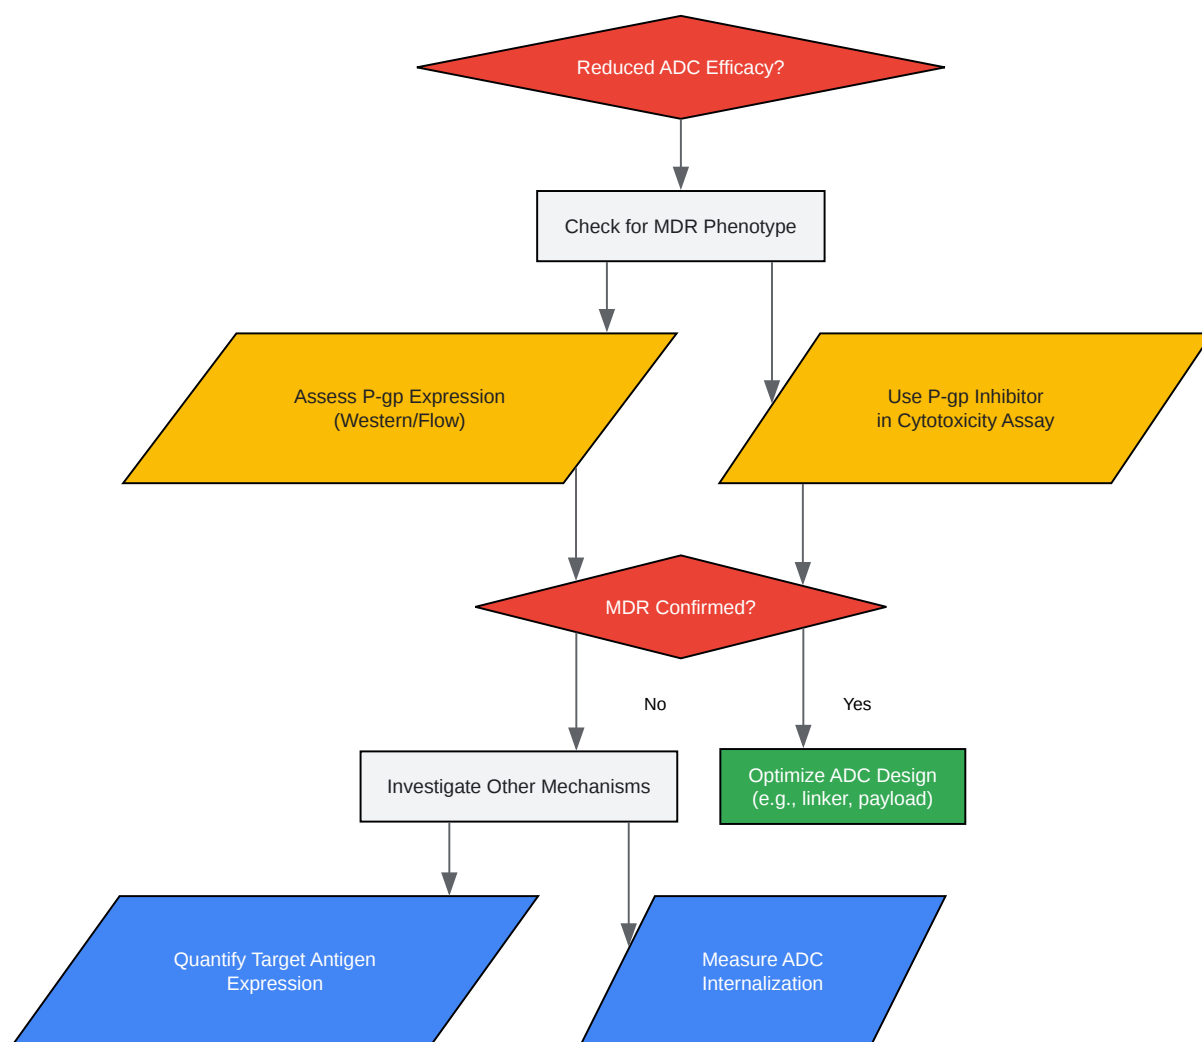 Reduced ADC Efficacy?
Check for MDR Phenotype
Assess P-gp Expression
(Western/Flow)
Use P-gp Inhibitor
in Cytotoxicity Assay
MDR Confirmed?
No
Yes
Investigate Other Mechanisms
Optimize ADC Design
(e.g., linker, payload)
Quantify Target Antigen
Expression
Measure ADC
Internalization